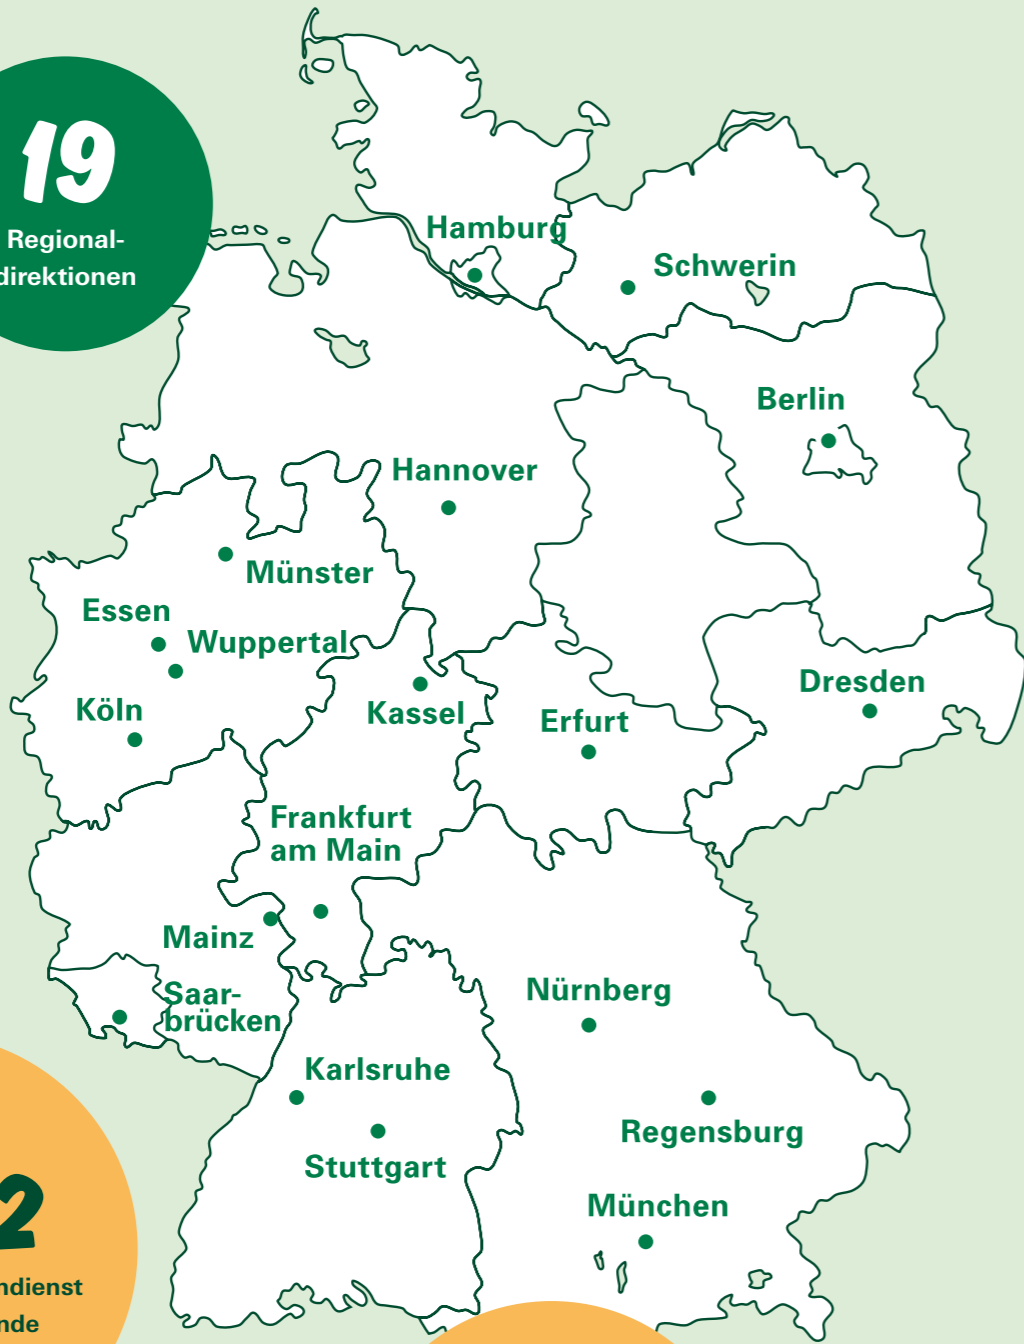 19
Regional-
direktionen
Hamburg
Schwerin
Berlin
Hannover
Münster
Essen
Wuppertal
Köln
Kassel
Erfurt
Dresden
Frankfurt
am Main
Mainz
Saar-
brücken
Nürnberg
Karlsruhe
Regensburg
Stuttgart
München
2
ndienst
nde